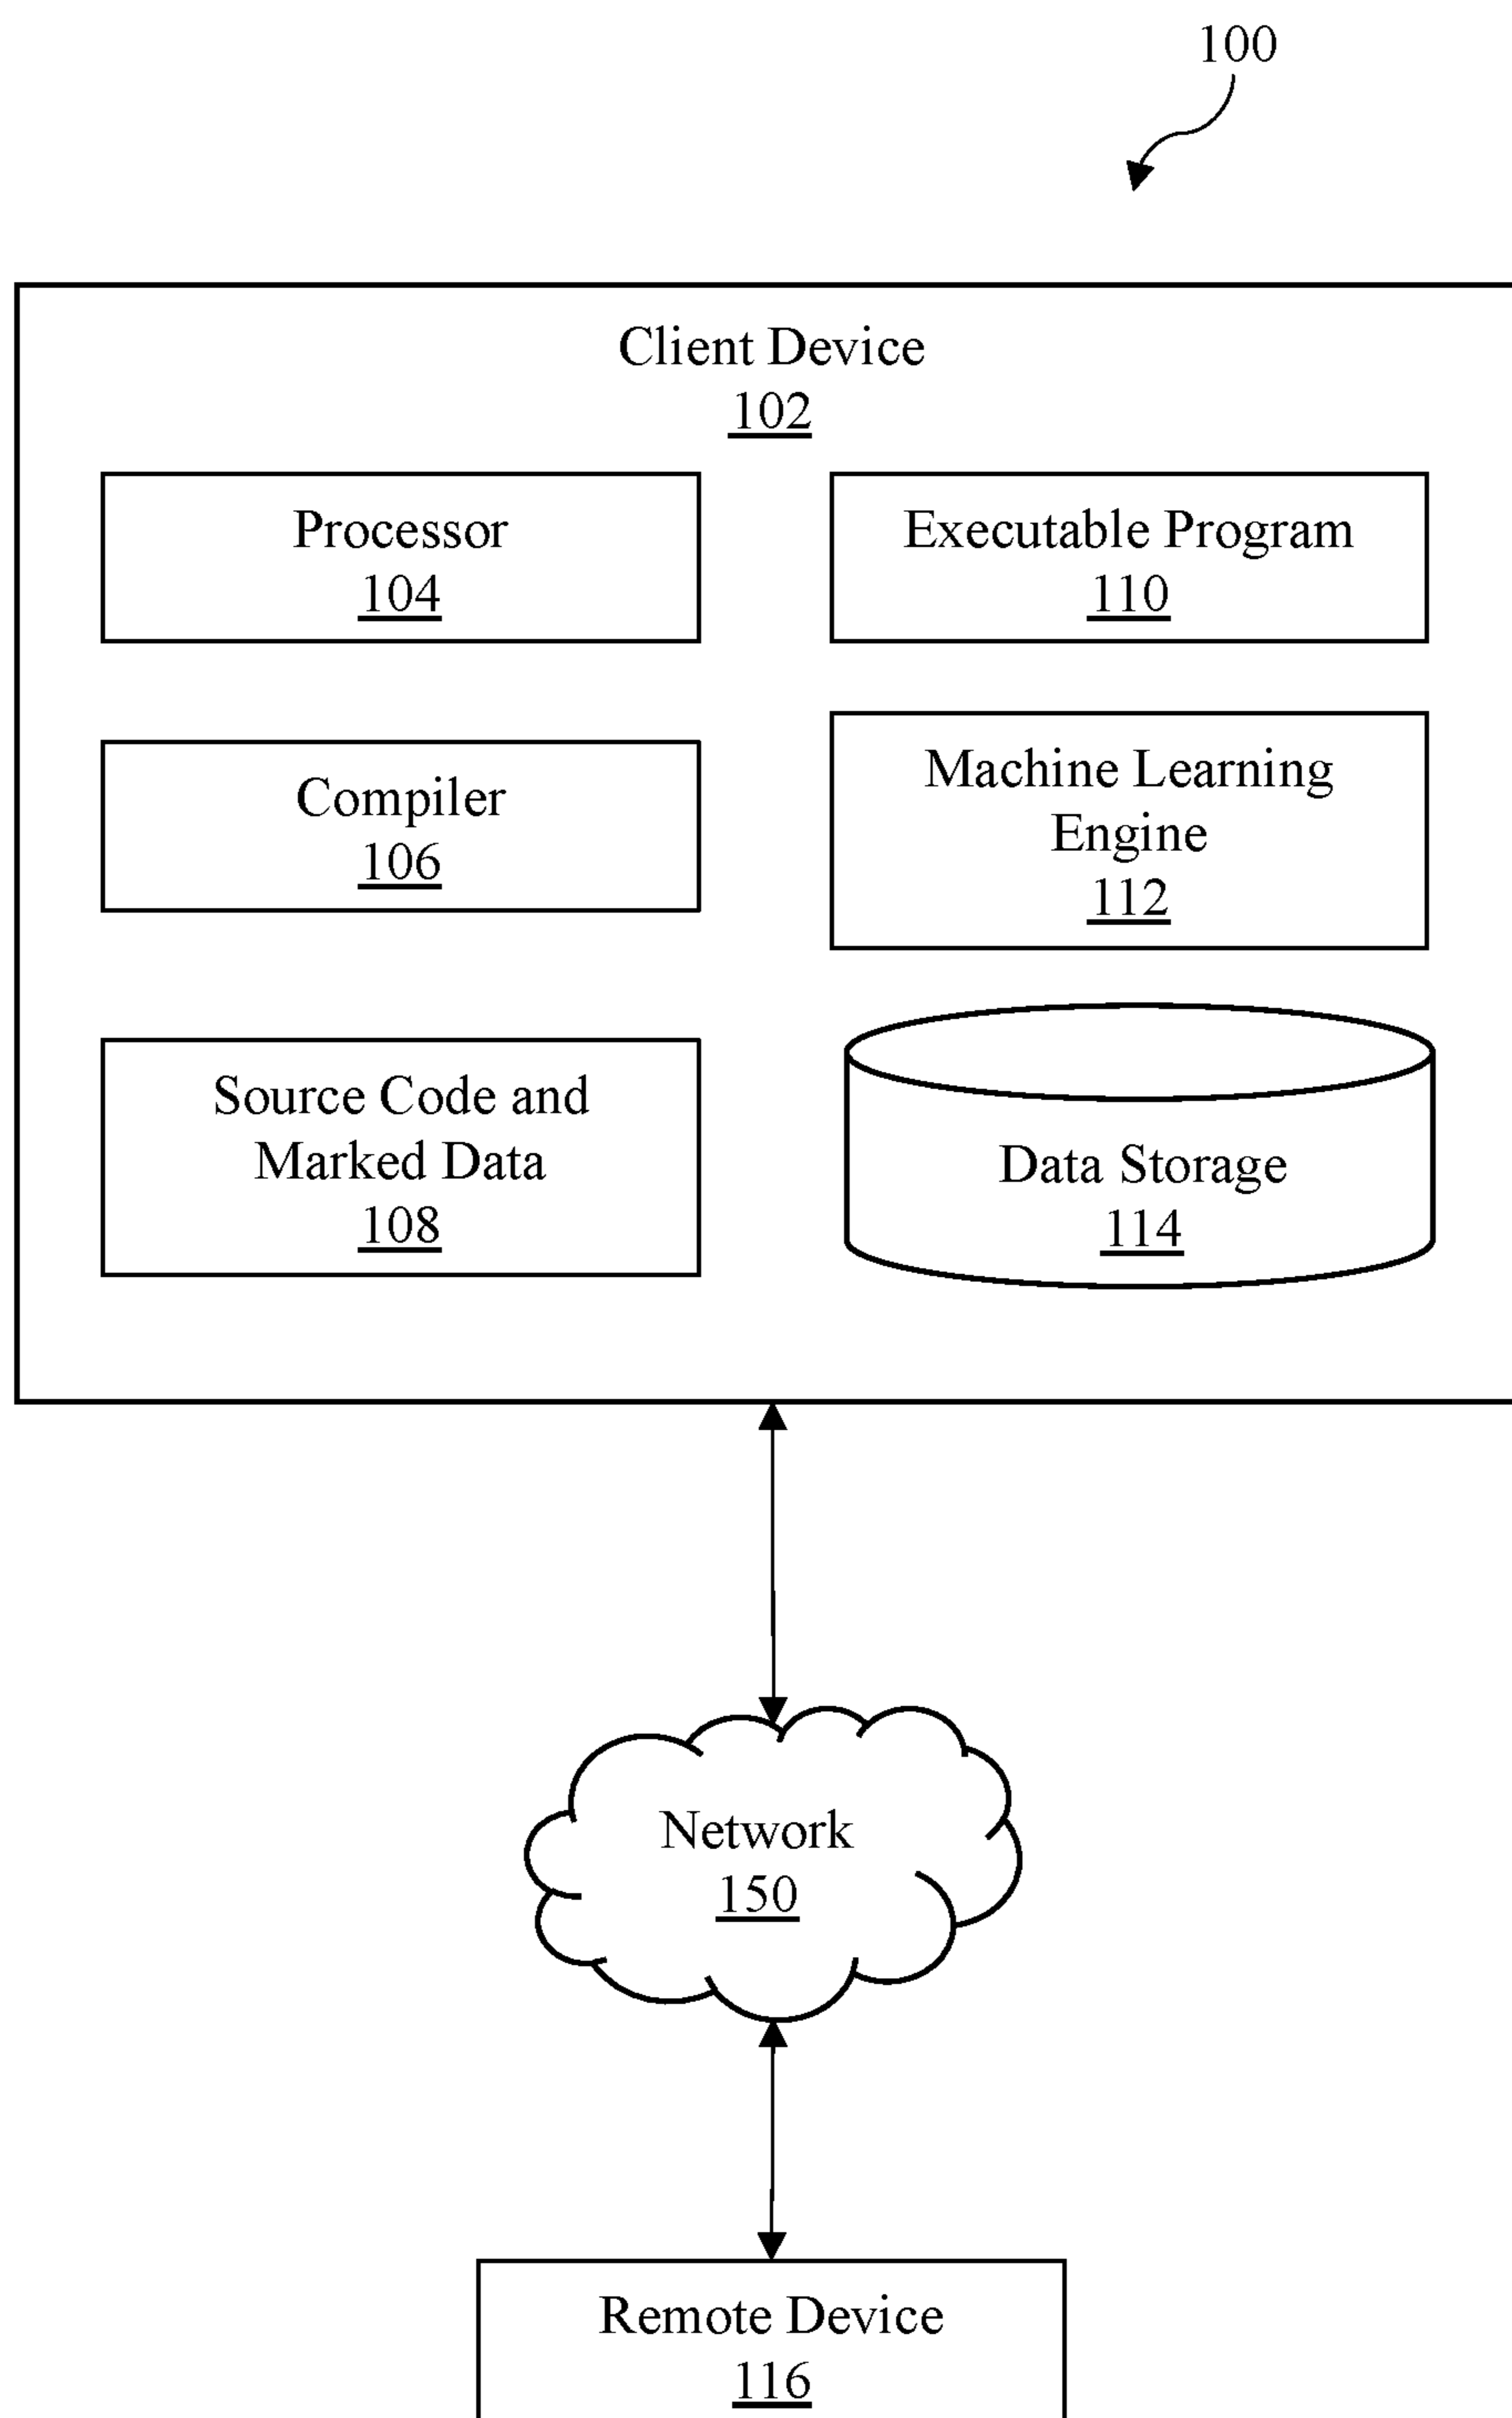 100
Client Device
102
Processor
104
Executable Program
110
Compiler
106
Machine Learning
Engine
112
Source Code and
Marked Data
108
Data Storage
114
Network
150
Remote Device
116